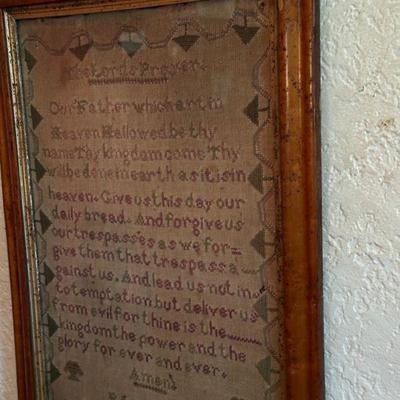 The Lord's Prayer.
Our Father which art in
Heaven Hallowed be thy
name Thy kingdom come Thy
will be done in earth as it is in
heaven. Give us this day our
daily bread. And forgive us
our trespasses as we for=
give them that trespass a
gainst us. And lead us not in
to temptation but deliver us
from evil for thine is the
kingdom the power and the
glory for ever and ever.
Amen.